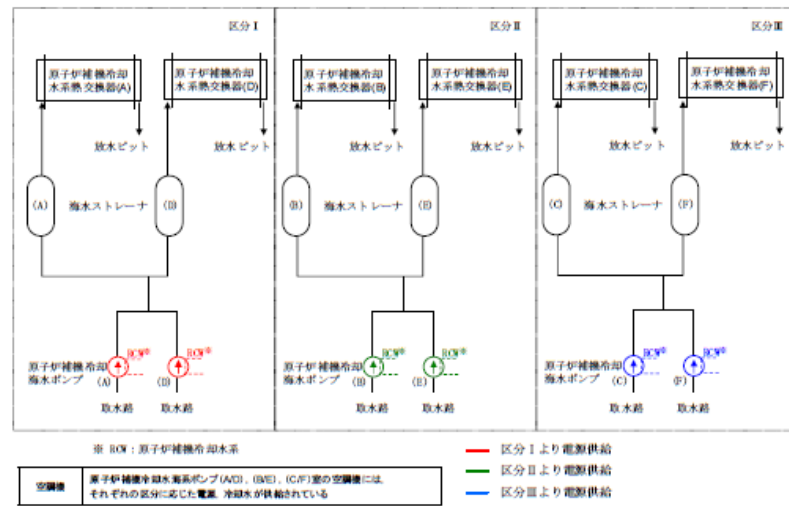 区分Ⅰ
区分Ⅱ
区分Ⅲ
原子炉補機冷却
水系熱交換器(A)
原子炉補機冷却
水系熱交換器(D)
原子炉補機冷却
水系熱交換器(B)
原子炉補機冷却
水系熱交換器(E)
原子炉補機冷却
水系熱交換器(C)
原子炉補機冷却
水系熱交換器(F)
放水ピット
放水ピット
放水ピット
放水ピット
放水ピット
放水ピット
(A)
海水ストレーナ
(D)
(B)
海水ストレーナ
(E)
(C)
海水ストレーナ
(F)
RCW※
RCW※
RCW※
RCW※
RCW※
RCW※
原子炉補機冷却
海水ポンプ
(A)
(D)
原子炉補機冷却
海水ポンプ
(B)
(E)
原子炉補機冷却
海水ポンプ
(C)
(F)
取水路
取水路
取水路
取水路
取水路
取水路
※ RCW：原子炉補機冷却水系
区分Ⅰより電源供給
区分Ⅱより電源供給
区分Ⅲより電源供給
空調機
原子炉補機冷却水海系ポンプ(A/D)，(B/E)，(C/F)室の空調機には，
それぞれの区分に応じた電源，冷却水が供給されている